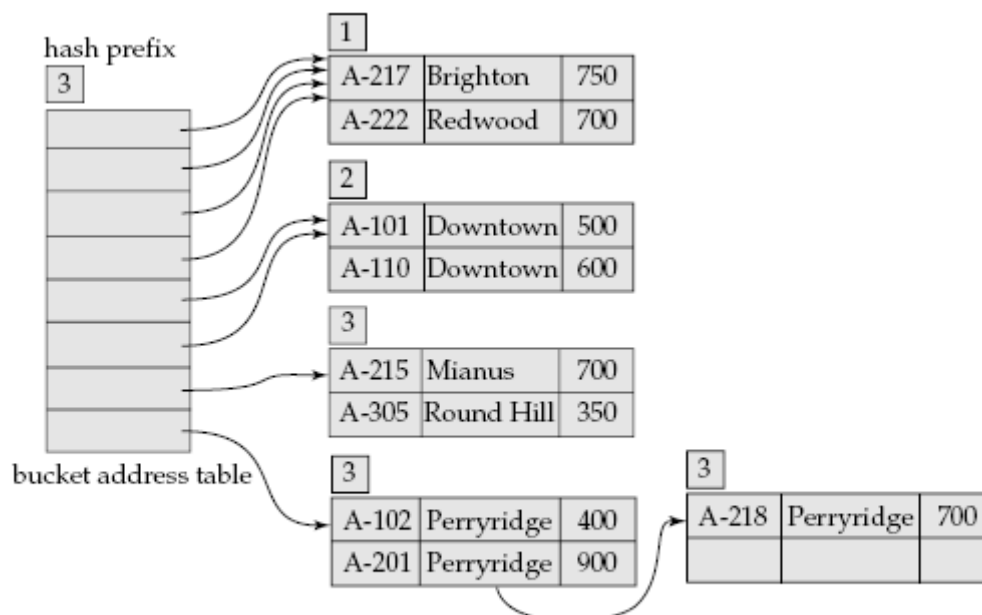 hash prefix
3
bucket address table
1
A-217 Brighton 750
A-222 Redwood 700
2
A-101 Downtown 500
A-110 Downtown 600
3
A-215 Mianus 700
A-305 Round Hill 350
3
A-102 Perryridge 400
A-201 Perryridge 900
3
A-218 Perryridge 700